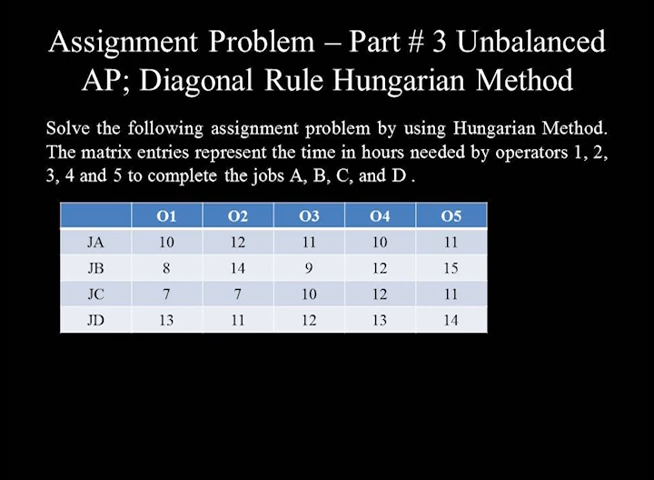 Assignment Problem – Part # 3 Unbalanced
AP; Diagonal Rule Hungarian Method
Solve the following assignment problem by using Hungarian Method.
The matrix entries represent the time in hours needed by operators 1, 2,
3, 4 and 5 to complete the jobs A, B, C, and D .
O1 O2 O3 O4 O5
JA 10 12 11 10 11
JB 8 14 9 12 15
JC 7 7 10 12 11
JD 13 11 12 13 14